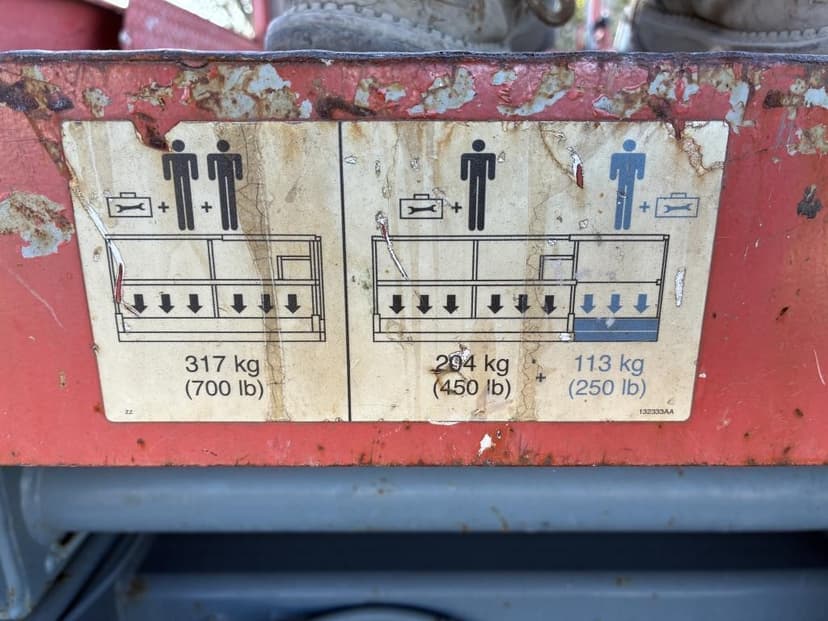 + +
+
+
317 kg
(700 lb)
204 kg
(450 lb)
+
113 kg
(250 lb)
ZZ
132333AA